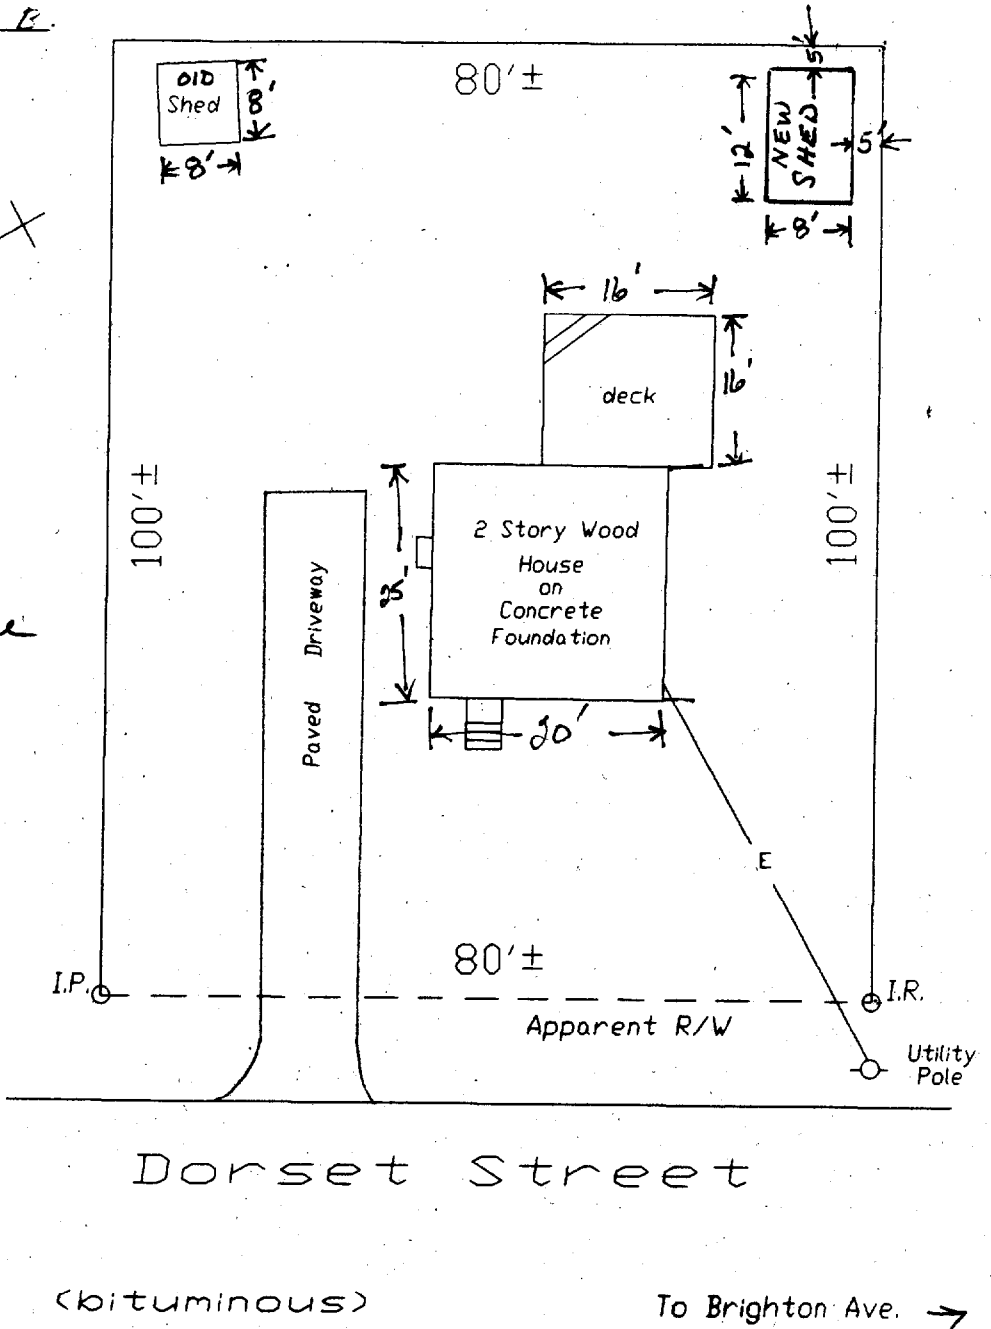 B.
80'±
5'
OlD
Shed
8'
8'
NEW
SHED
12'
5'
8'
16'
16'
deck
100'±
100'±
2 Story Wood
House
on
Concrete
Foundation
25'
20'
Paved Driveway
E
80'±
I.P.
I.R.
Apparent R/W
Utility
Pole
Dorset Street
(bituminous)
To Brighton Ave.